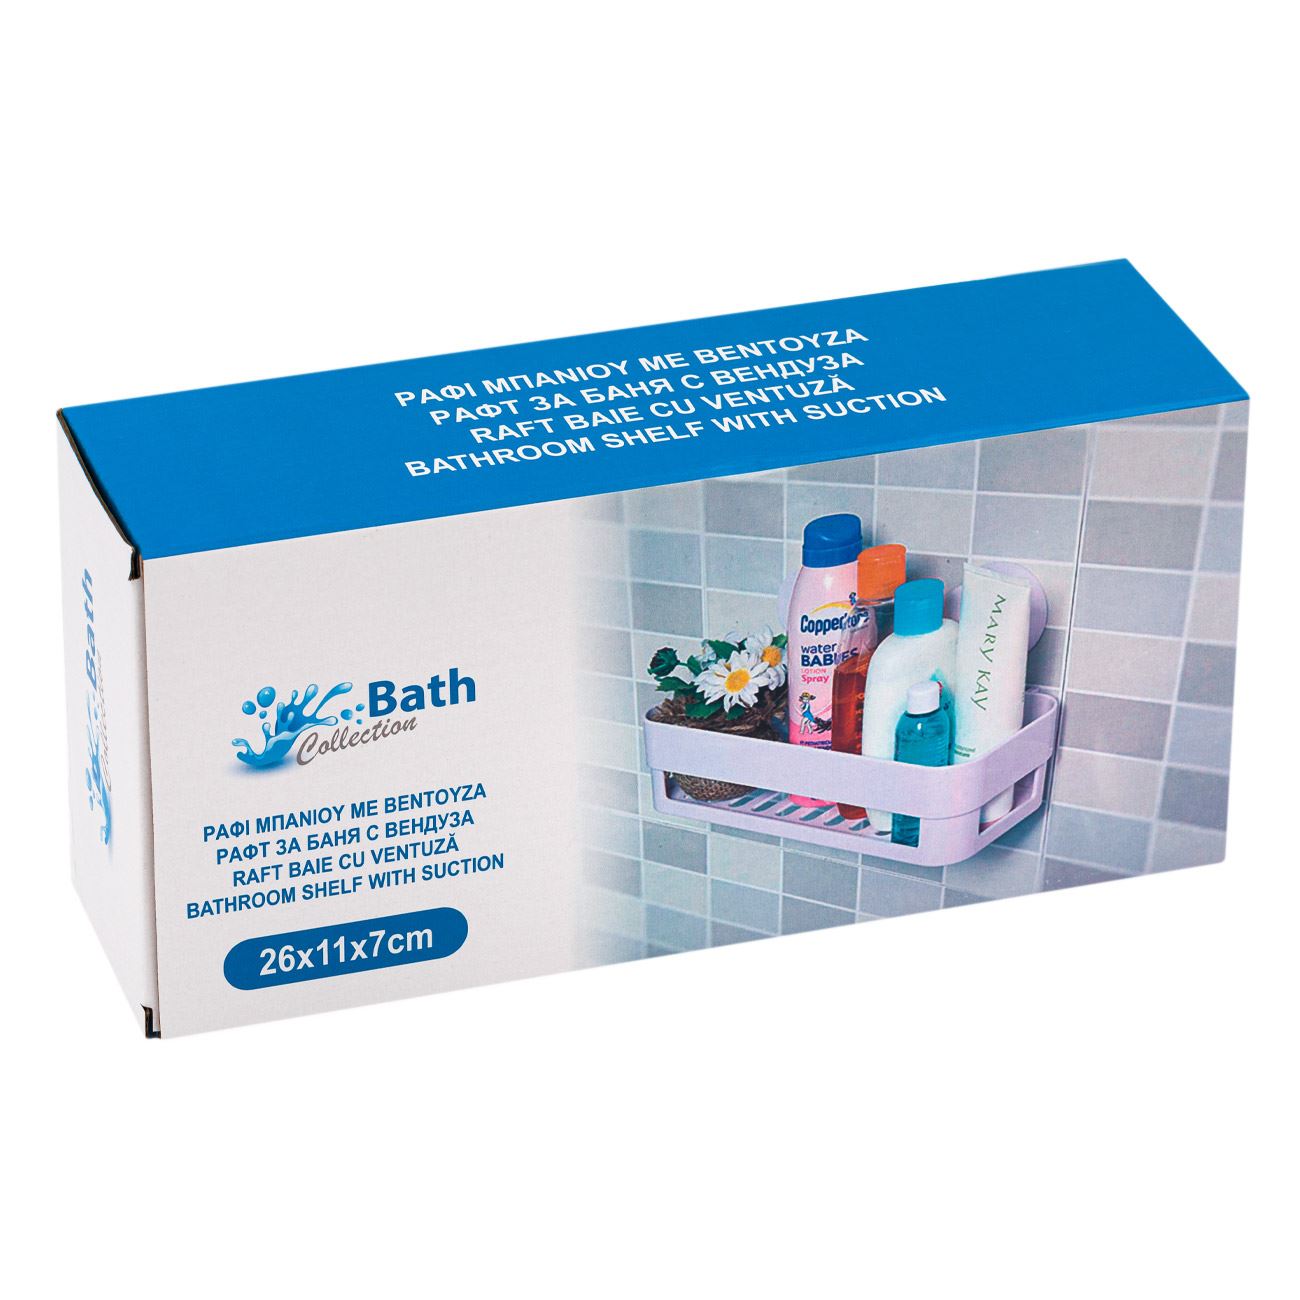 ΡΑΦΙ ΜΠΑΝΙΟΥ ΜΕ ΒΕΝΤΟΥΖΑ
РАФТ ЗА БАНЯ С ВЕНДУЗА
RAFT BAIE CU VENTUZĂ
BATHROOM SHELF WITH SUCTION
Bath
Collection
Bath
Collection
ΡΑΦΙ ΜΠΑΝΙΟΥ ΜΕ ΒΕΝΤΟΥΖΑ
РАФТ ЗА БАНЯ С ВЕНДУЗА
RAFT BAIE CU VENTUZĂ
BATHROOM SHELF WITH SUCTION
26x11x7cm
Coppertone
water
BABIES
LOTION
Spray
MARY KAY